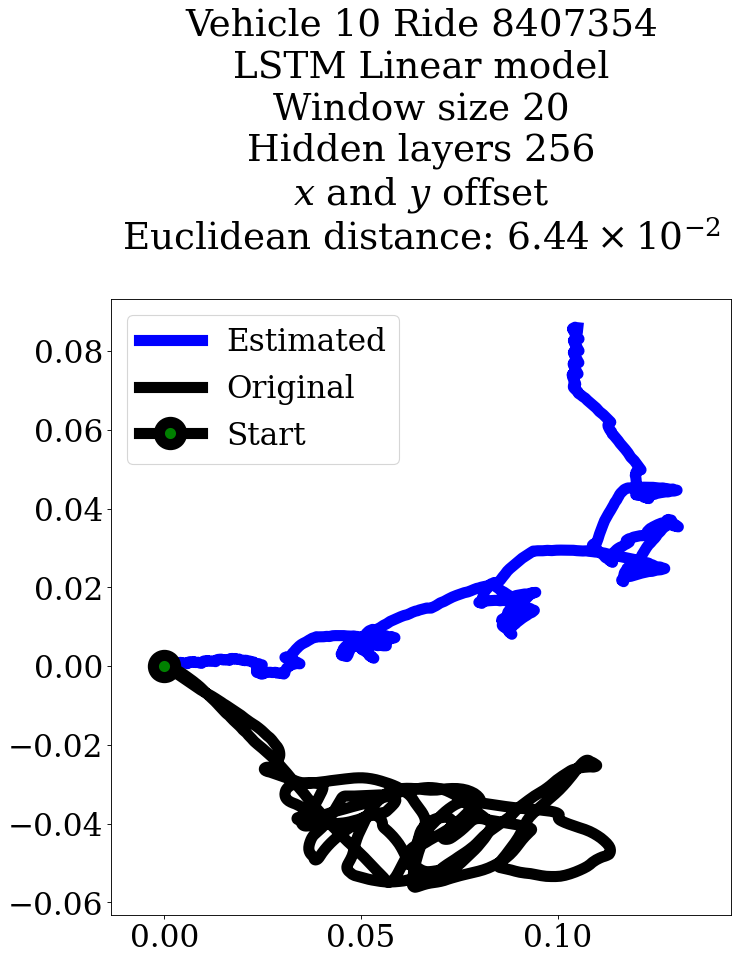 Vehicle 10 Ride 8407354
LSTM Linear model
Window size 20
Hidden layers 256
x and y offset
Euclidean distance: 6.44 × 10⁻²
Estimated
Original
Start
0.08
0.06
0.04
0.02
0.00
−0.02
−0.04
−0.06
0.00 0.05 0.10